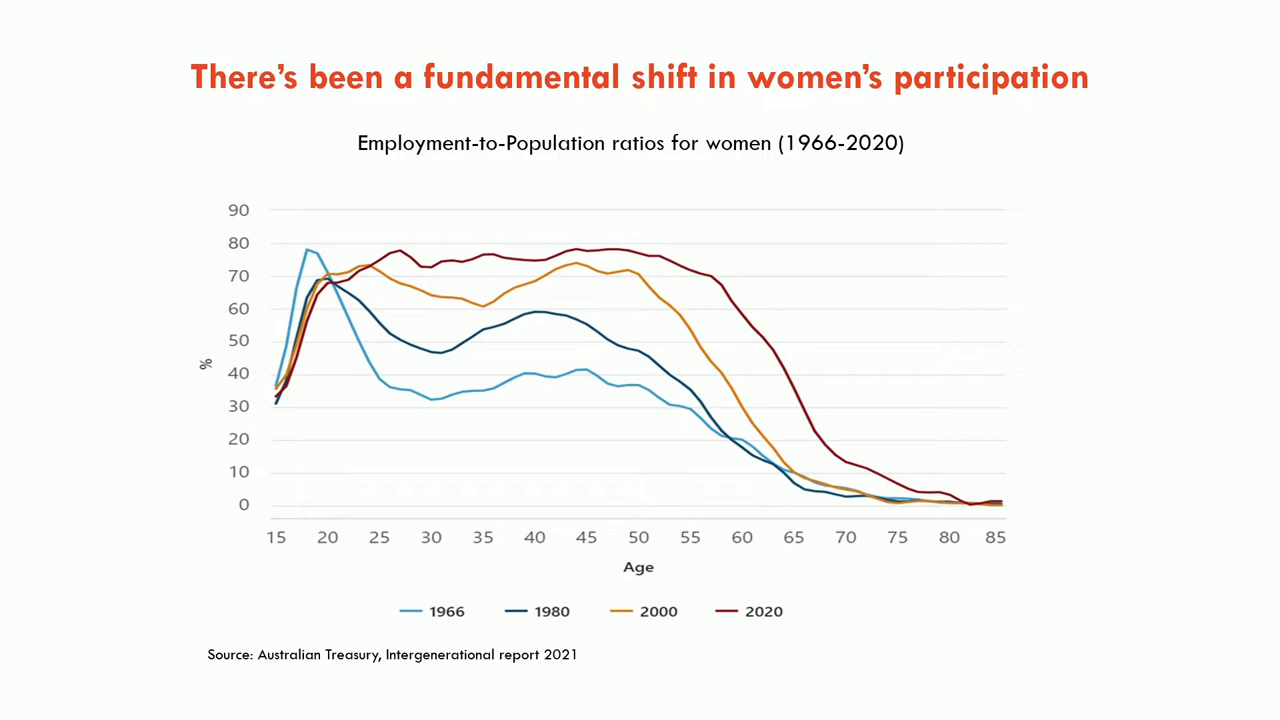 There's been a fundamental shift in women's participation
Employment-to-Population ratios for women (1966-2020)
90
80
70
60
50
40
30
20
10
0
%
15 20 25 30 35 40 45 50 55 60 65 70 75 80 85
Age
1966 1980 2000 2020
Source: Australian Treasury, Intergenerational report 2021